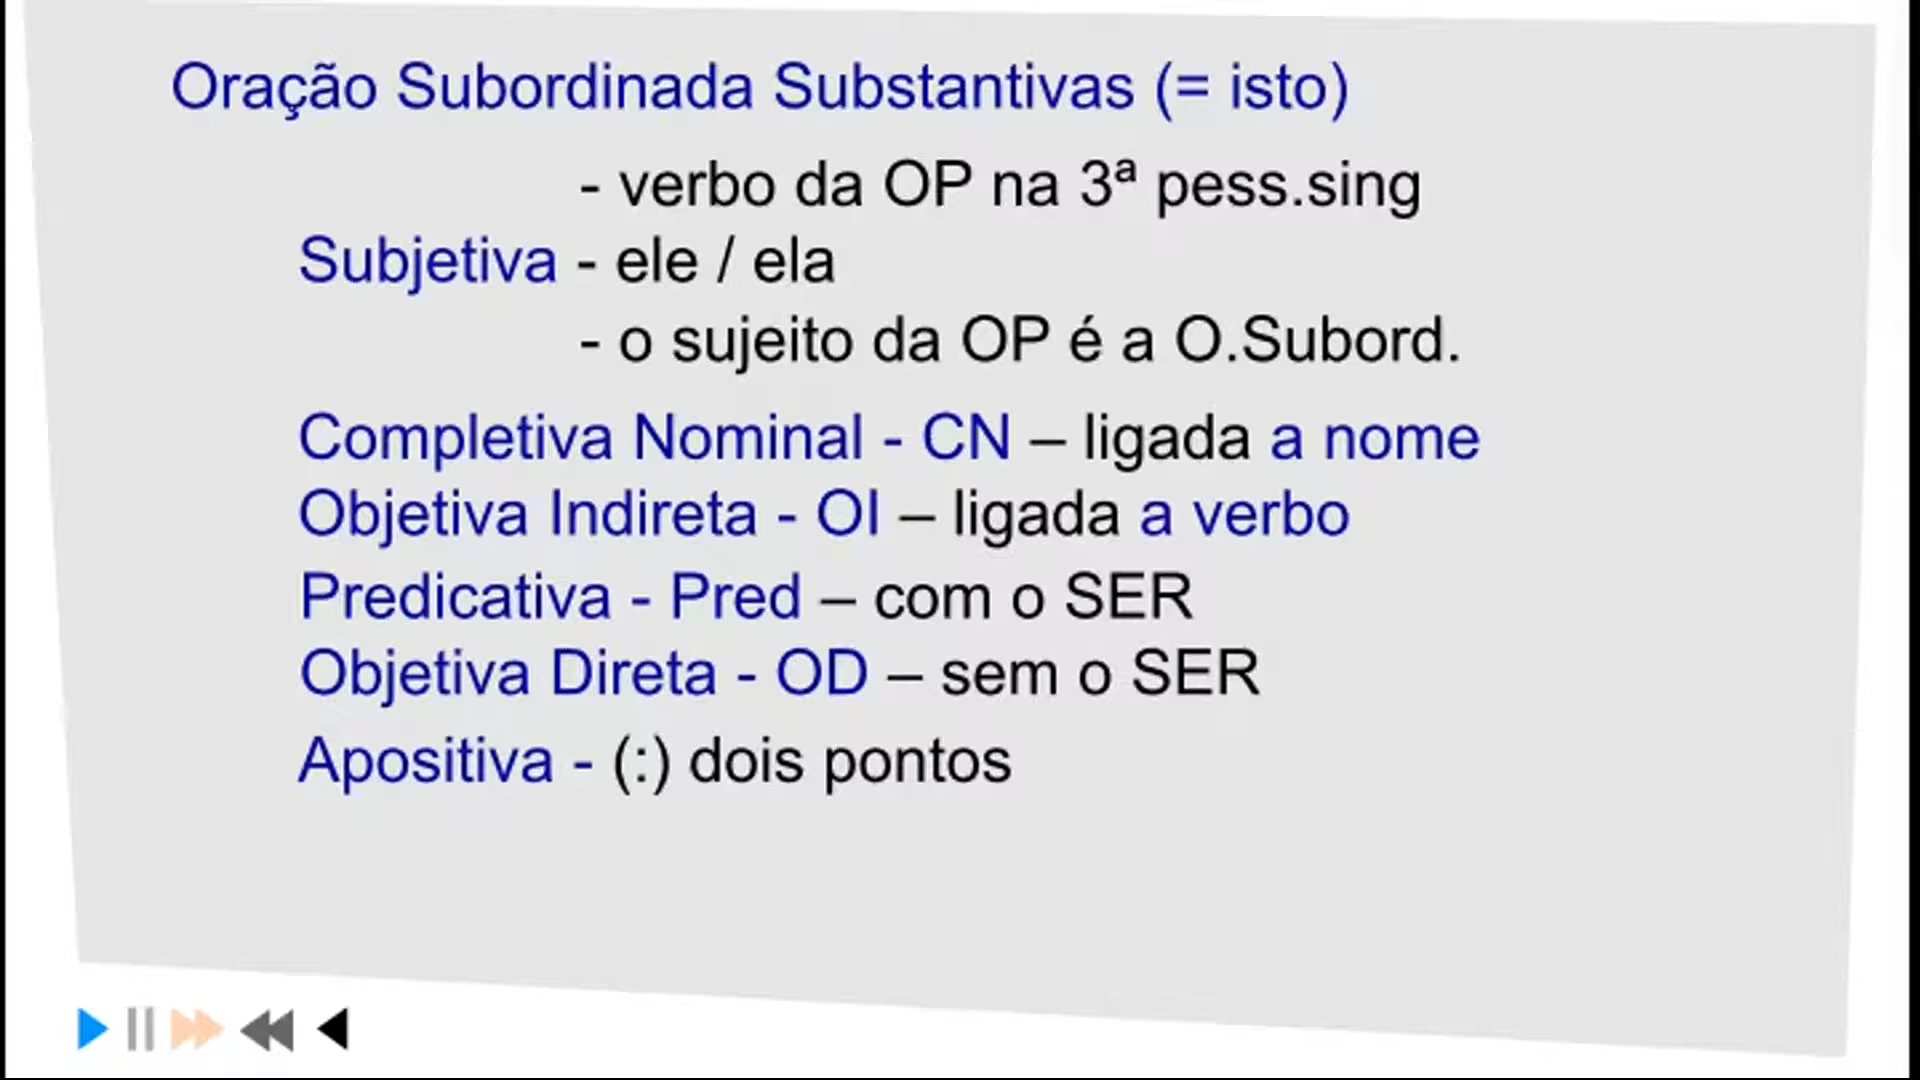 Oração Subordinada Substantivas (= isto)
- verbo da OP na 3ª pess.sing
Subjetiva - ele / ela
- o sujeito da OP é a O.Subord.
Completiva Nominal - CN – ligada a nome
Objetiva Indireta - OI – ligada a verbo
Predicativa - Pred – com o SER
Objetiva Direta - OD – sem o SER
Apositiva - (:) dois pontos